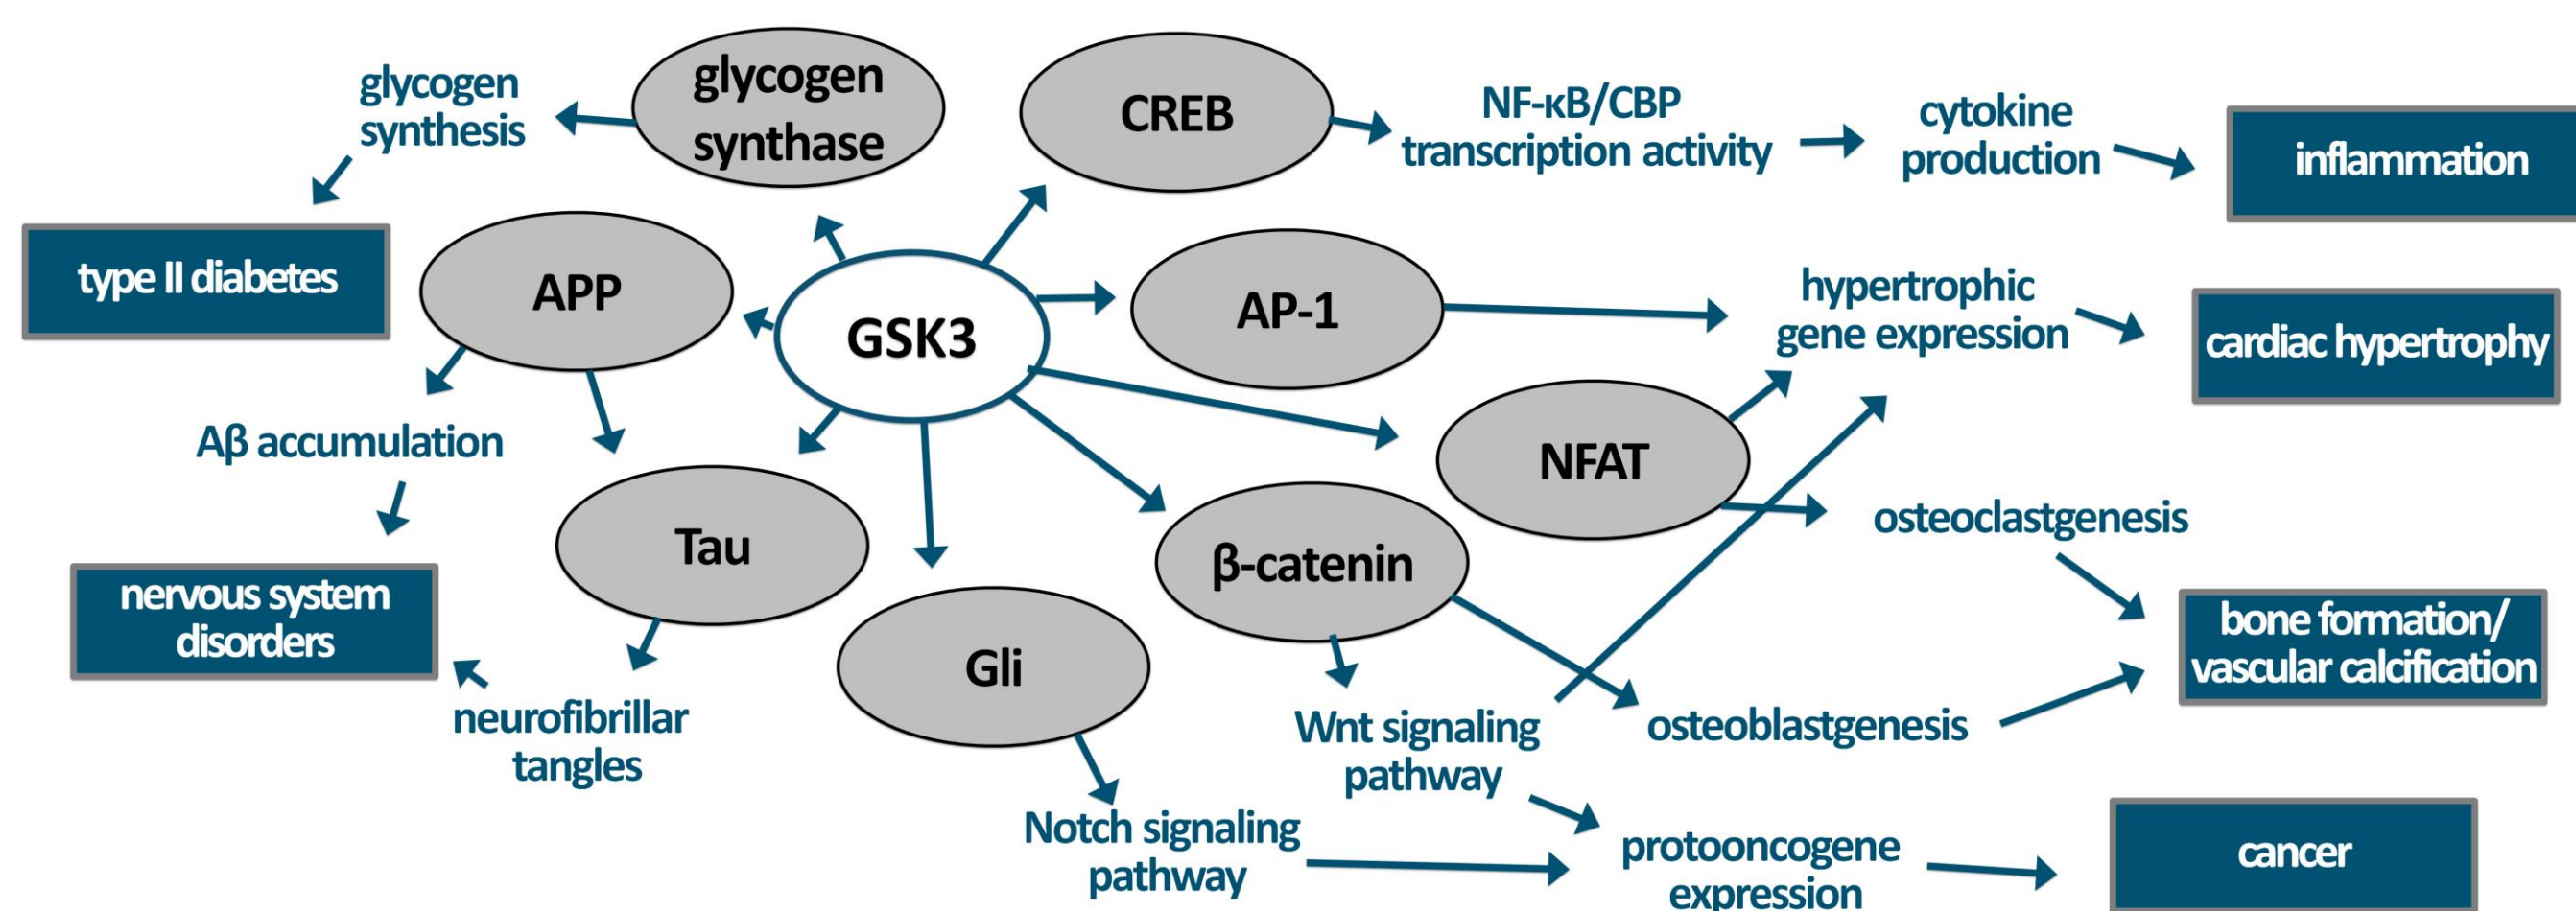 glycogen
synthesis
glycogen
synthase
CREB
NF-κB/CBP
transcription activity
cytokine
production
inflammation
type II diabetes
APP
GSK3
AP-1
hypertrophic
gene expression
cardiac hypertrophy
Aβ accumulation
NFAT
Tau
β-catenin
osteoclastgenesis
nervous system
disorders
Gli
bone formation/
vascular calcification
neurofibrillar
tangles
Wnt signaling
pathway
osteoblastgenesis
Notch signaling
pathway
protooncogene
expression
cancer